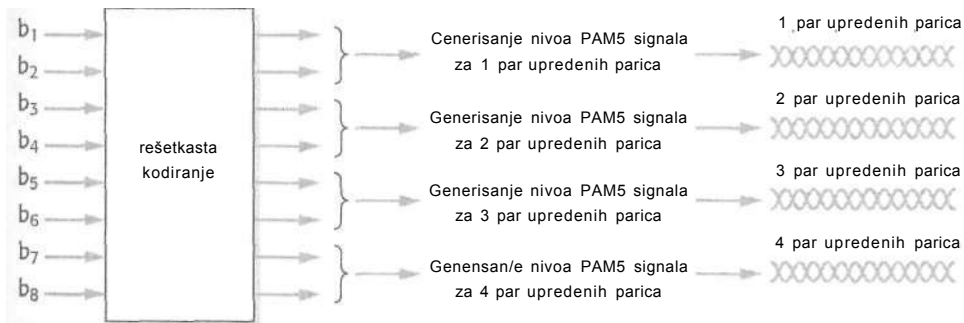 b1
b2
b3
b4
b5
b6
b7
b8
rešetkasta
kodiranje
Cenerisanje nivoa PAM5 signala
za 1 par upredenih parica
Generisanje nivoa PAM5 signala
za 2 par upredenih parica
Generisanje nivoa PAM5 signala
za 3 par upredenih parica
Genensan/e nivoa PAM5 signala
za 4 par upredenih parica
1 par upredenih parica
2 par upredenih parica
3 par upredenih parica
4 par upredenih parica